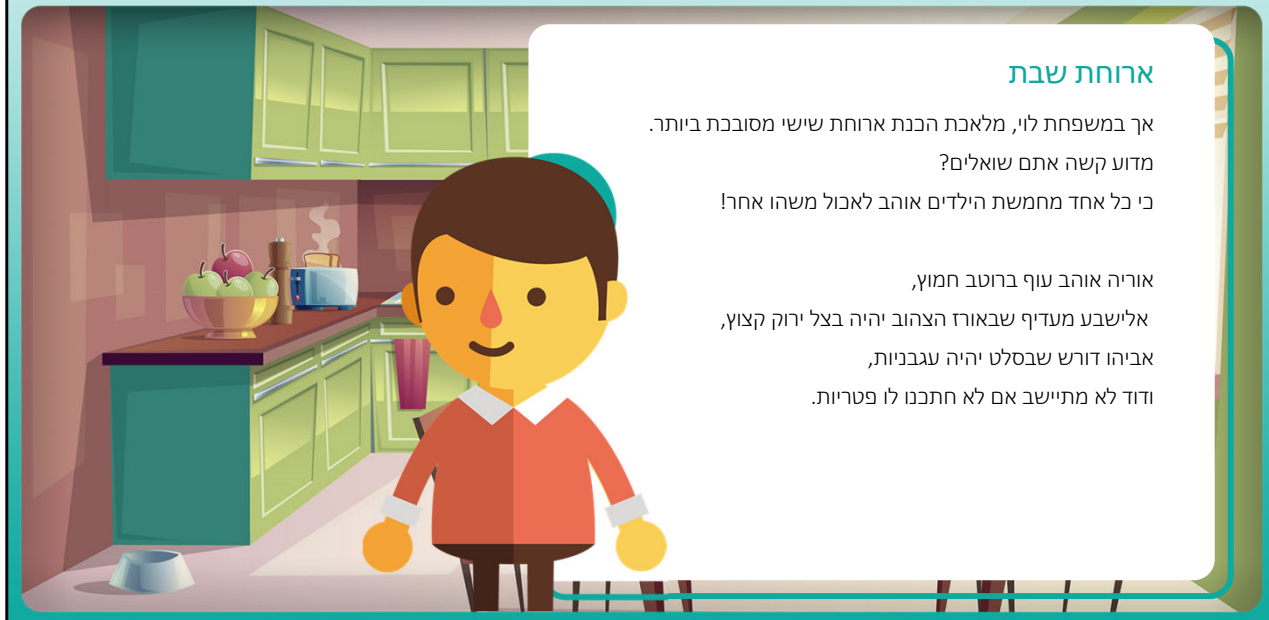 ארוחת שבת
אך במשפחת לוי, מלאכת הכנת ארוחת שישי מסובכת ביותר.
מדוע קשה אתם שואלים?
כי כל אחד מחמשת הילדים אוהב לאכול משהו אחר!
אוריה אוהב עוף ברוטב חמוץ,
אלישבע מעדיף שבאורז הצהוב יהיה בצל ירוק קצוץ,
אביהו דורש שבסלט יהיה עגבניות,
ודוד לא מתיישב אם לא חתכנו לו פטריות.